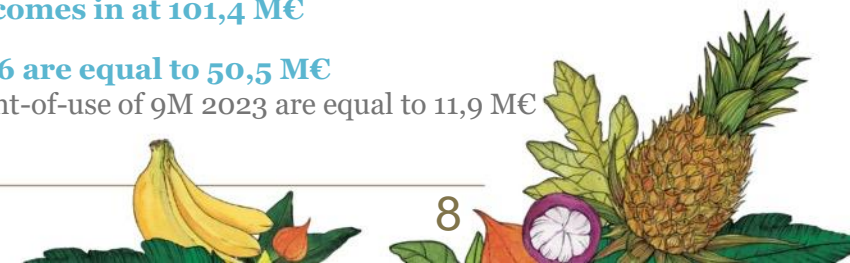 comes in at 101,4 M€
6 are equal to 50,5 M€
nt-of-use of 9M 2023 are equal to 11,9 M€
8